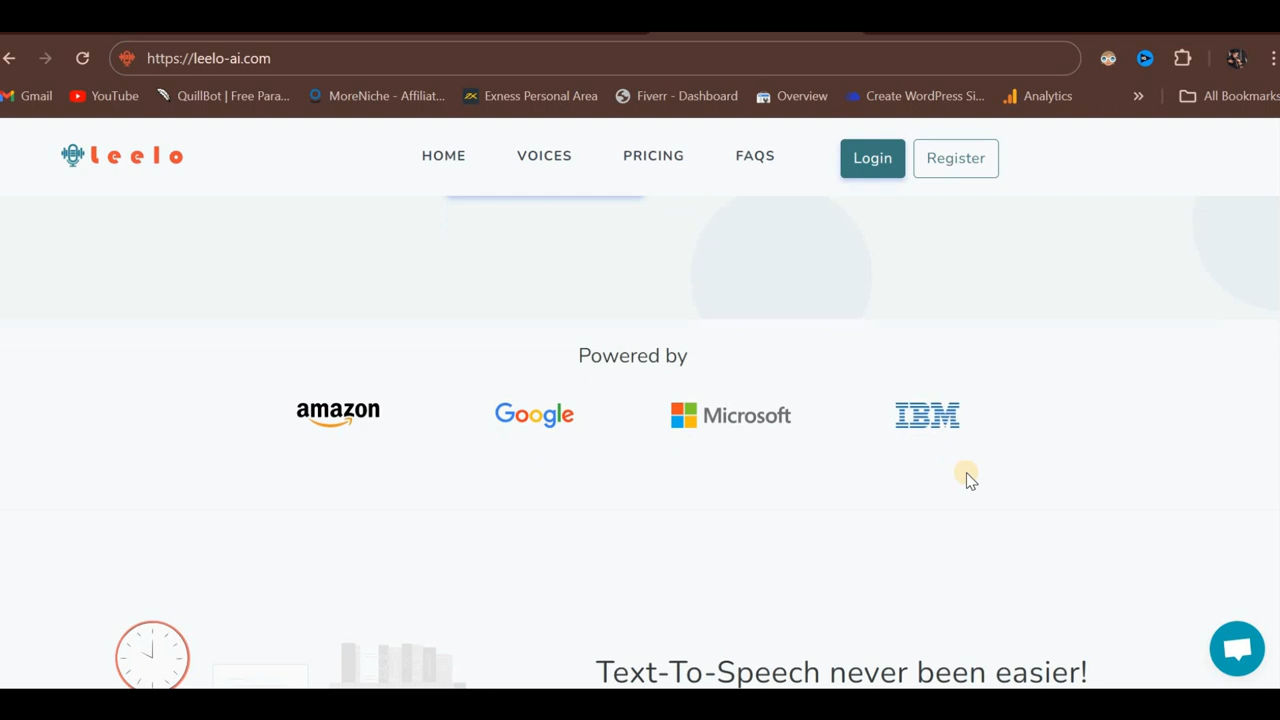 https://leelo-ai.com
Gmail YouTube QuillBot | Free Para... MoreNiche - Affiliat... Exness Personal Area Fiverr - Dashboard Overview Create WordPress Si... Analytics » All Bookmarks
leelo HOME VOICES PRICING FAQS Login Register
Powered by
amazon Google Microsoft IBM
Text-To-Speech never been easier!